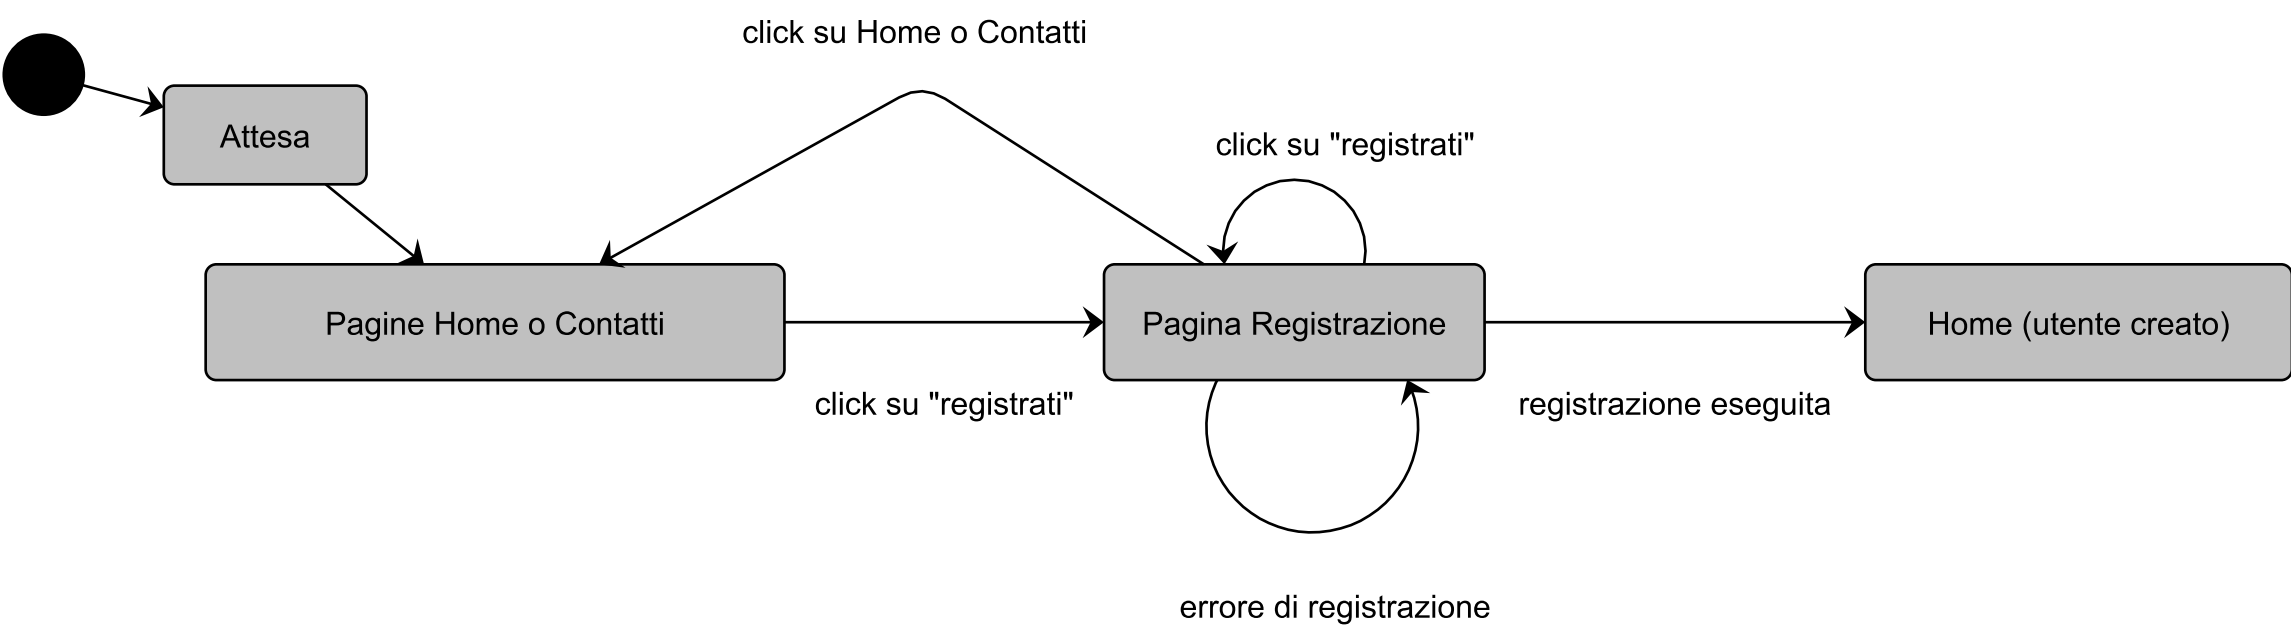 click su Home o Contatti
Attesa
click su "registrati"
Pagine Home o Contatti
Pagina Registrazione
Home (utente creato)
click su "registrati"
registrazione eseguita
errore di registrazione